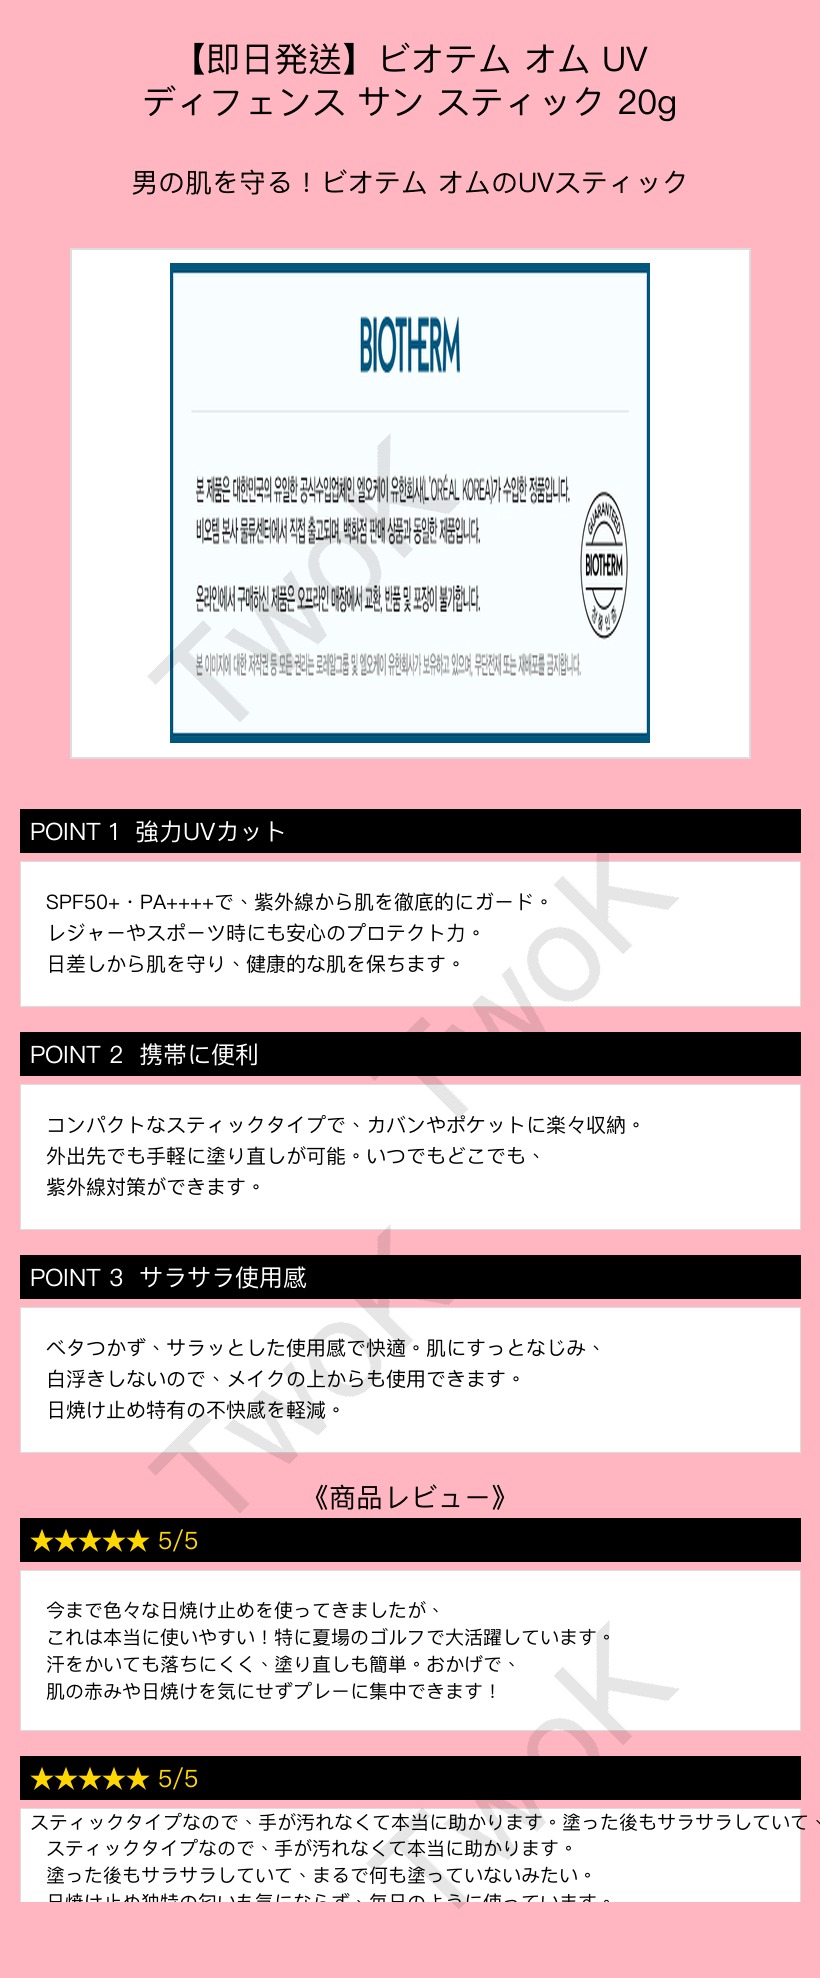 【即日発送】ビオテム オム UV
ディフェンス サン スティック 20g
男の肌を守る！ビオテム オムのUVスティック
BIOTHERM
본 제품은 대한민국의 유일한 공식수입업체인 엘오케이 유한회사(L'ORÉAL KOREA)가 수입한 정품입니다.
비오템 본사 물류센터에서 직접 출고되며, 백화점 판매 상품과 동일한 제품입니다.
온라인에서 구매하신 제품은 오프라인 매장에서 교환, 반품 및 포장이 불가합니다.
본 이미지에 대한 저작권 등 모든 권리는 로레알그룹 및 엘오케이 유한회사가 보유하고 있으며, 무단전재 또는 재배포를 금지합니다.
GUARANTEED
BIOTHERM
정품인증
TwoK
POINT 1 強力UVカット
SPF50+・PA++++で、紫外線から肌を徹底的にガード。
レジャーやスポーツ時にも安心のプロテクト力。
日差しから肌を守り、健康的な肌を保ちます。
TwoK
POINT 2 携帯に便利
コンパクトなスティックタイプで、カバンやポケットに楽々収納。
外出先でも手軽に塗り直しが可能。いつでもどこでも、
紫外線対策ができます。
POINT 3 サラサラ使用感
ベタつかず、サラッとした使用感で快適。肌にすっとなじみ、
白浮きしないので、メイクの上からも使用できます。
日焼け止め特有の不快感を軽減。
TwoK
《商品レビュー》
★★★★★ 5/5
今まで色々な日焼け止めを使ってきましたが、
これは本当に使いやすい！特に夏場のゴルフで大活躍しています。
汗をかいても落ちにくく、塗り直しも簡単。おかげで、
肌の赤みや日焼けを気にせずプレーに集中できます！
TwoK
★★★★★ 5/5
スティックタイプなので、手が汚れなくて本当に助かります。塗った後もサラサラしていて、
スティックタイプなので、手が汚れなくて本当に助かります。
塗った後もサラサラしていて、まるで何も塗っていないみたい。
日焼け止め独特の匂いも気にならず、毎日のように使っています。